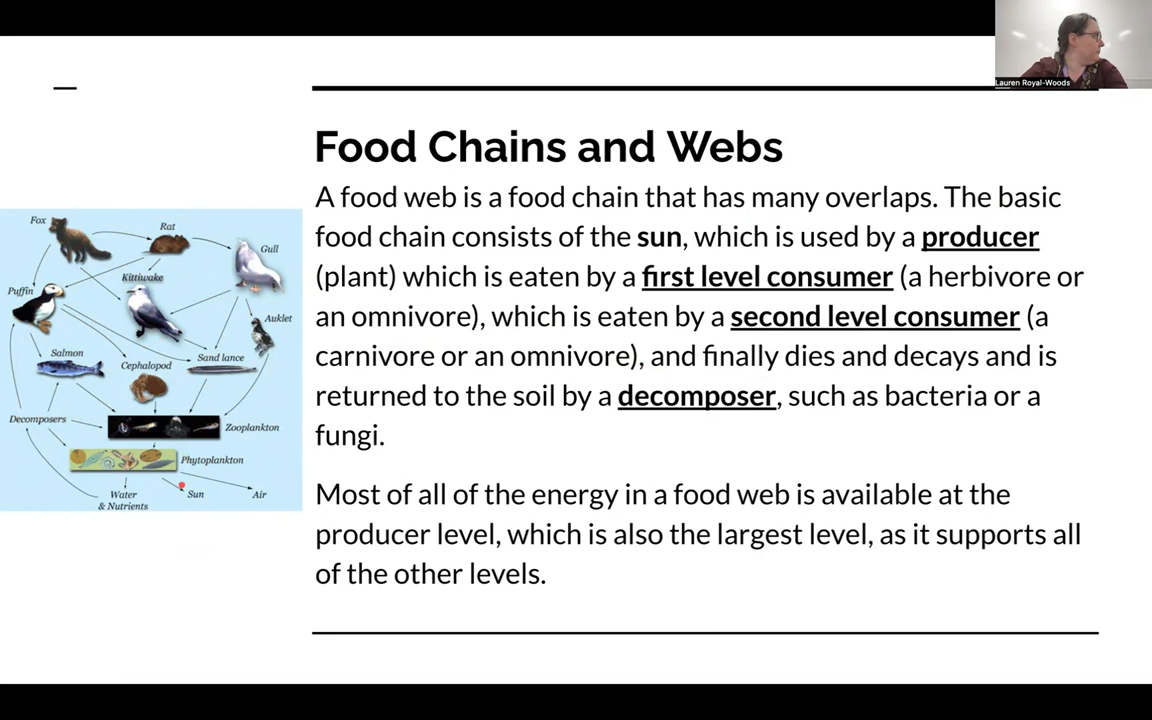 Lauren Royal-Woods
Food Chains and Webs
A food web is a food chain that has many overlaps. The basic
food chain consists of the sun, which is used by a producer
(plant) which is eaten by a first level consumer (a herbivore or
an omnivore), which is eaten by a second level consumer (a
carnivore or an omnivore), and finally dies and decays and is
returned to the soil by a decomposer, such as bacteria or a
fungi.
Most of all of the energy in a food web is available at the
producer level, which is also the largest level, as it supports all
of the other levels.
Fox
Rat
Gull
Kittiwake
Puffin
Auklet
Salmon
Cephalopod
Sand lance
Decomposers
Zooplankton
Phytoplankton
Water
& Nutrients
Sun
Air